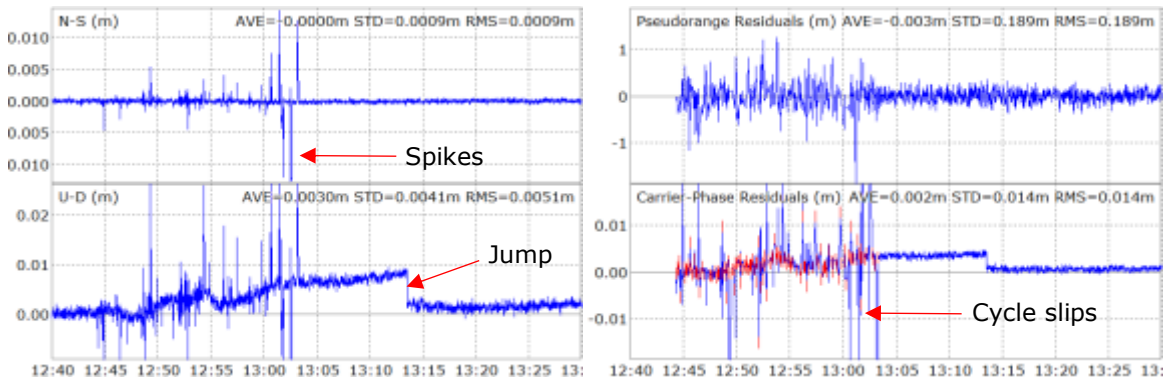 N-S (m) AVE=-0.0000m STD=0.0009m RMS=0.0009m
0.010
0.005
0.000
0.005
0.010
Spikes
U-D (m) AVE=0.0030m STD=0.0041m RMS=0.0051m
0.02
0.01
0.00
Jump
12:40 12:45 12:50 12:55 13:00 13:05 13:10 13:15 13:20 13:25 13:
Pseudorange Residuals (m) AVE=-0.003m STD=0.189m RMS=0.189m
1
0
-1
Carrier-Phase Residuals (m) AVE=0.002m STD=0.014m RMS=0.014m
0.01
0.00
-0.01
Cycle slips
12:40 12:45 12:50 12:55 13:00 13:05 13:10 13:15 13:20 13:25 13: